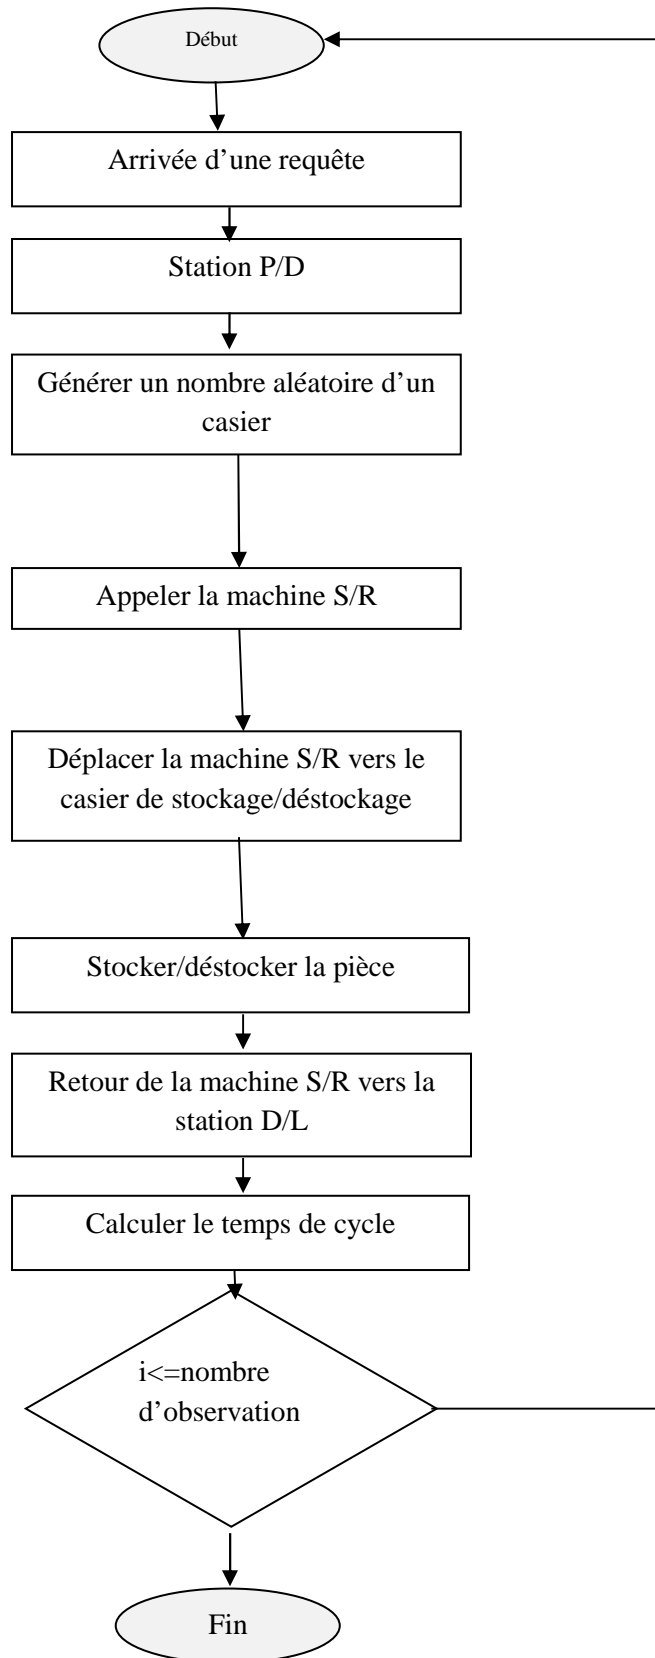 Début
Arrivée d’une requête
Station P/D
Générer un nombre aléatoire d’un
casier
Appeler la machine S/R
Déplacer la machine S/R vers le
casier de stockage/déstockage
Stocker/déstocker la pièce
Retour de la machine S/R vers la
station D/L
Calculer le temps de cycle
i<=nombre
d’observation
Fin